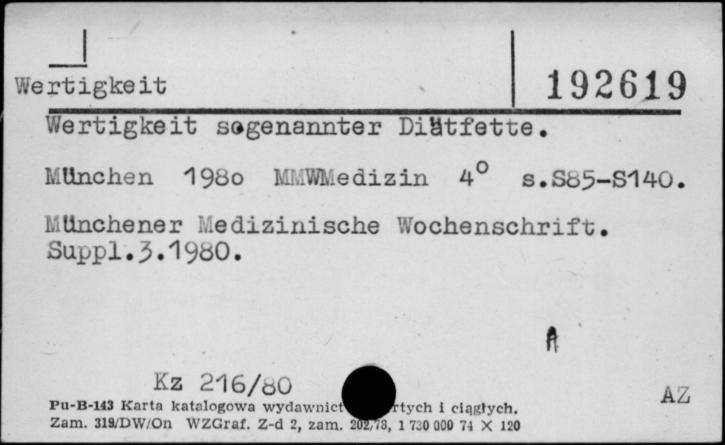 Wertigkeit
192619
Wertigkeit sogenannter Diätfette.
München 1980 MMWMedizin 4° s.S85-S140.
Münchener Medizinische Wochenschrift.
Suppl.3.1980.
A
Kz 216/80
AZ
Pu-B-143 Karta katalogowa wydawnict rtych i ciągłych.
Zam. 319/DW/On WZGraf. Z-d 2, zam. 202/78, 1 730 000 74 X 120